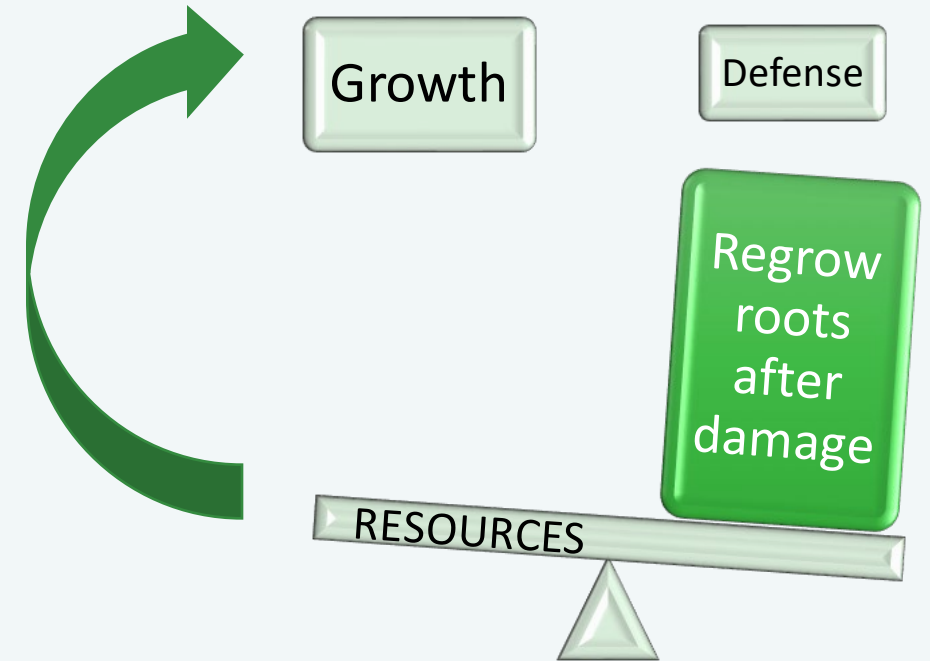 Growth
Defense
Regrow
roots
after
damage
RESOURCES